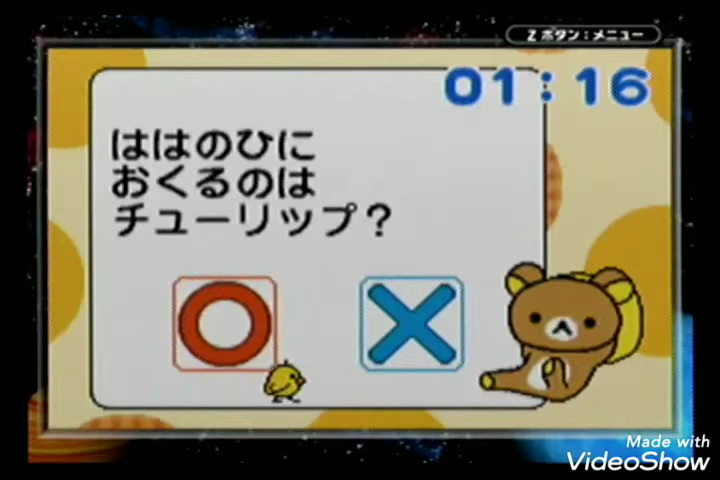 Zボタン:メニュー
01:16
ははのひに
おくるのは
チューリップ?
Made with
VideoShow